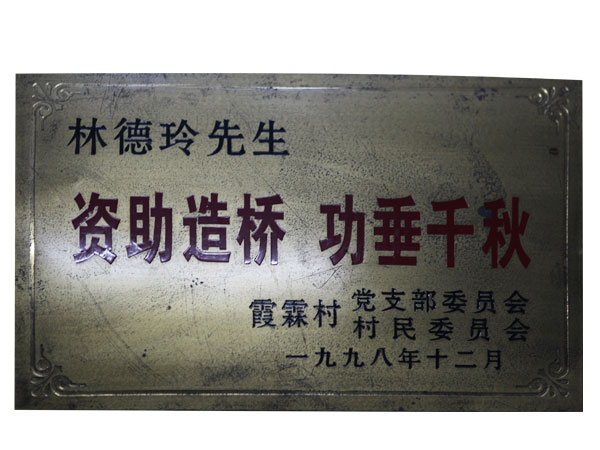 林德玲先生
资助造桥 功垂千秋
霞霖村 党支部委员会
村民委员会
一九九八年十二月